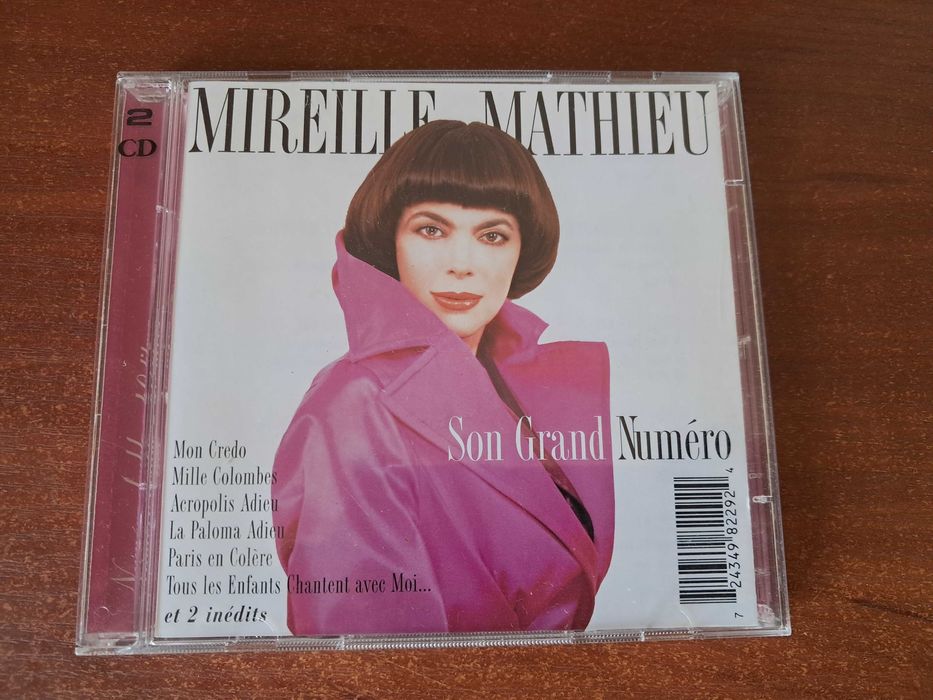 MIREILLE MATHIEU
2
CD
Son Grand Numéro
Mon Credo
Mille Colombes
Acropolis Adieu
La Paloma Adieu
Paris en Colère
Tous les Enfants Chantent avec Moi...
et 2 inédits
7 24349 82292 4